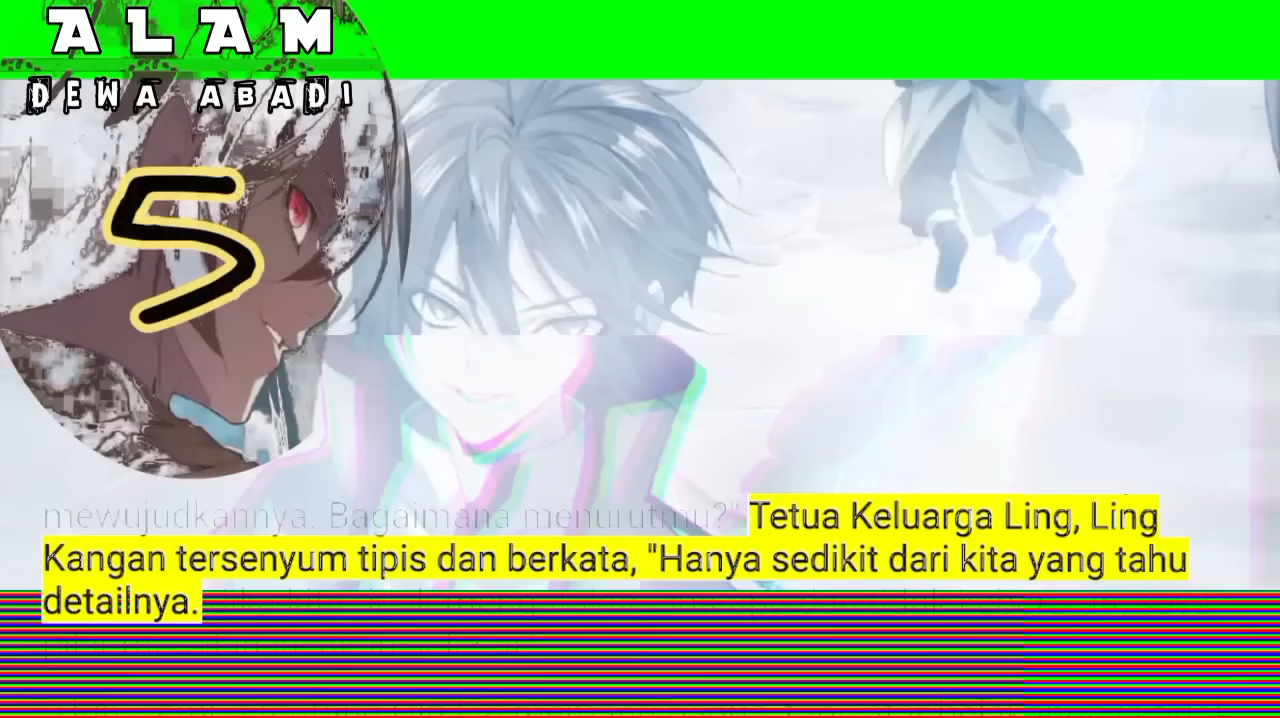 ALAM
DEWA ABADI
5
mewujudkannya. Bagaimana menurutmu?" Tetua Keluarga Ling, Ling
Kangan tersenyum tipis dan berkata, "Hanya sedikit dari kita yang tahu
detailnya.